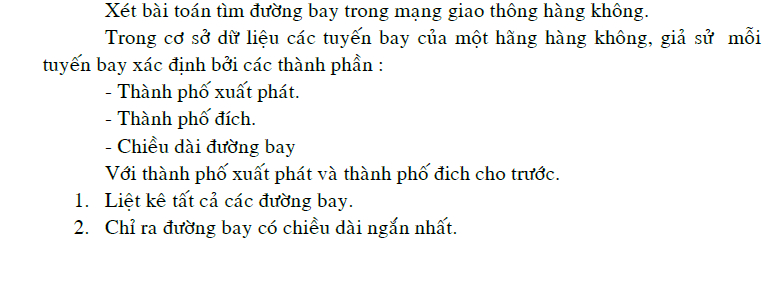 Xét bài toán tìm đường bay trong mạng giao thông hàng không.
Trong cơ sở dữ liệu các tuyến bay của một hãng hàng không, giả sử mỗi
tuyến bay xác định bởi các thành phần :
- Thành phố xuất phát.
- Thành phố đích.
- Chiều dài đường bay
Với thành phố xuất phát và thành phố đich cho trước.
1. Liệt kê tất cả các đường bay.
2. Chỉ ra đường bay có chiều dài ngắn nhất.